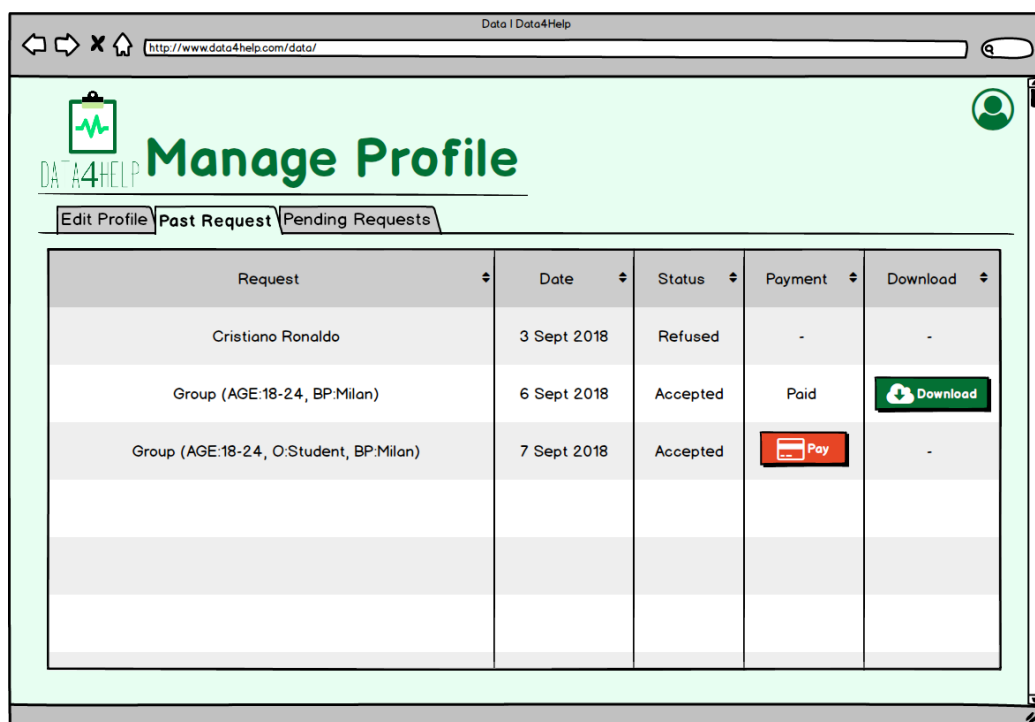 Data | Data4Help
http://www.data4help.com/data/
DATA4HELP
Manage Profile
Edit Profile Past Request Pending Requests
Request Date Status Payment Download
Cristiano Ronaldo 3 Sept 2018 Refused - -
Group (AGE:18-24, BP:Milan) 6 Sept 2018 Accepted Paid Download
Group (AGE:18-24, O:Student, BP:Milan) 7 Sept 2018 Accepted Pay -